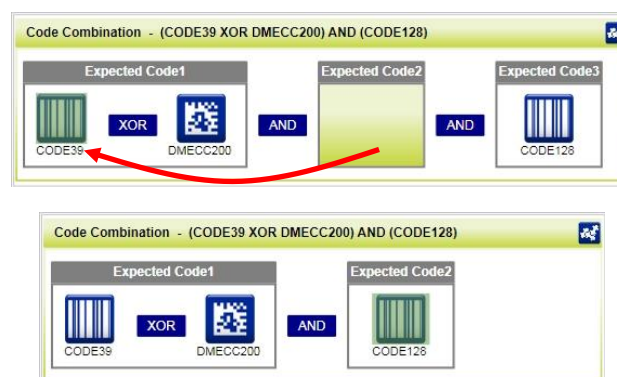 Code Combination - (CODE39 XOR DMECC200) AND (CODE128)
Expected Code1 Expected Code2 Expected Code3
XOR AND AND
CODE39 DMECC200 CODE128
Code Combination - (CODE39 XOR DMECC200) AND (CODE128)
Expected Code1 Expected Code2
XOR AND
CODE39 DMECC200 CODE128